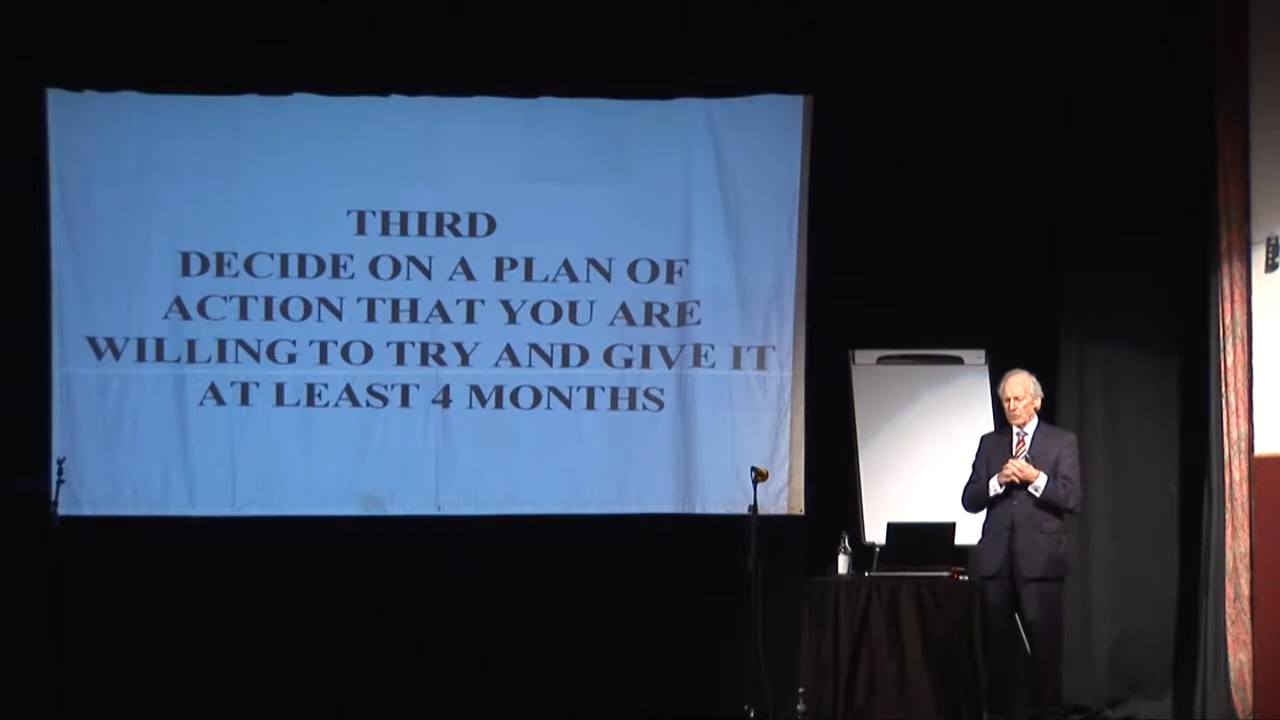 THIRD
DECIDE ON A PLAN OF
ACTION THAT YOU ARE
WILLING TO TRY AND GIVE IT
AT LEAST 4 MONTHS